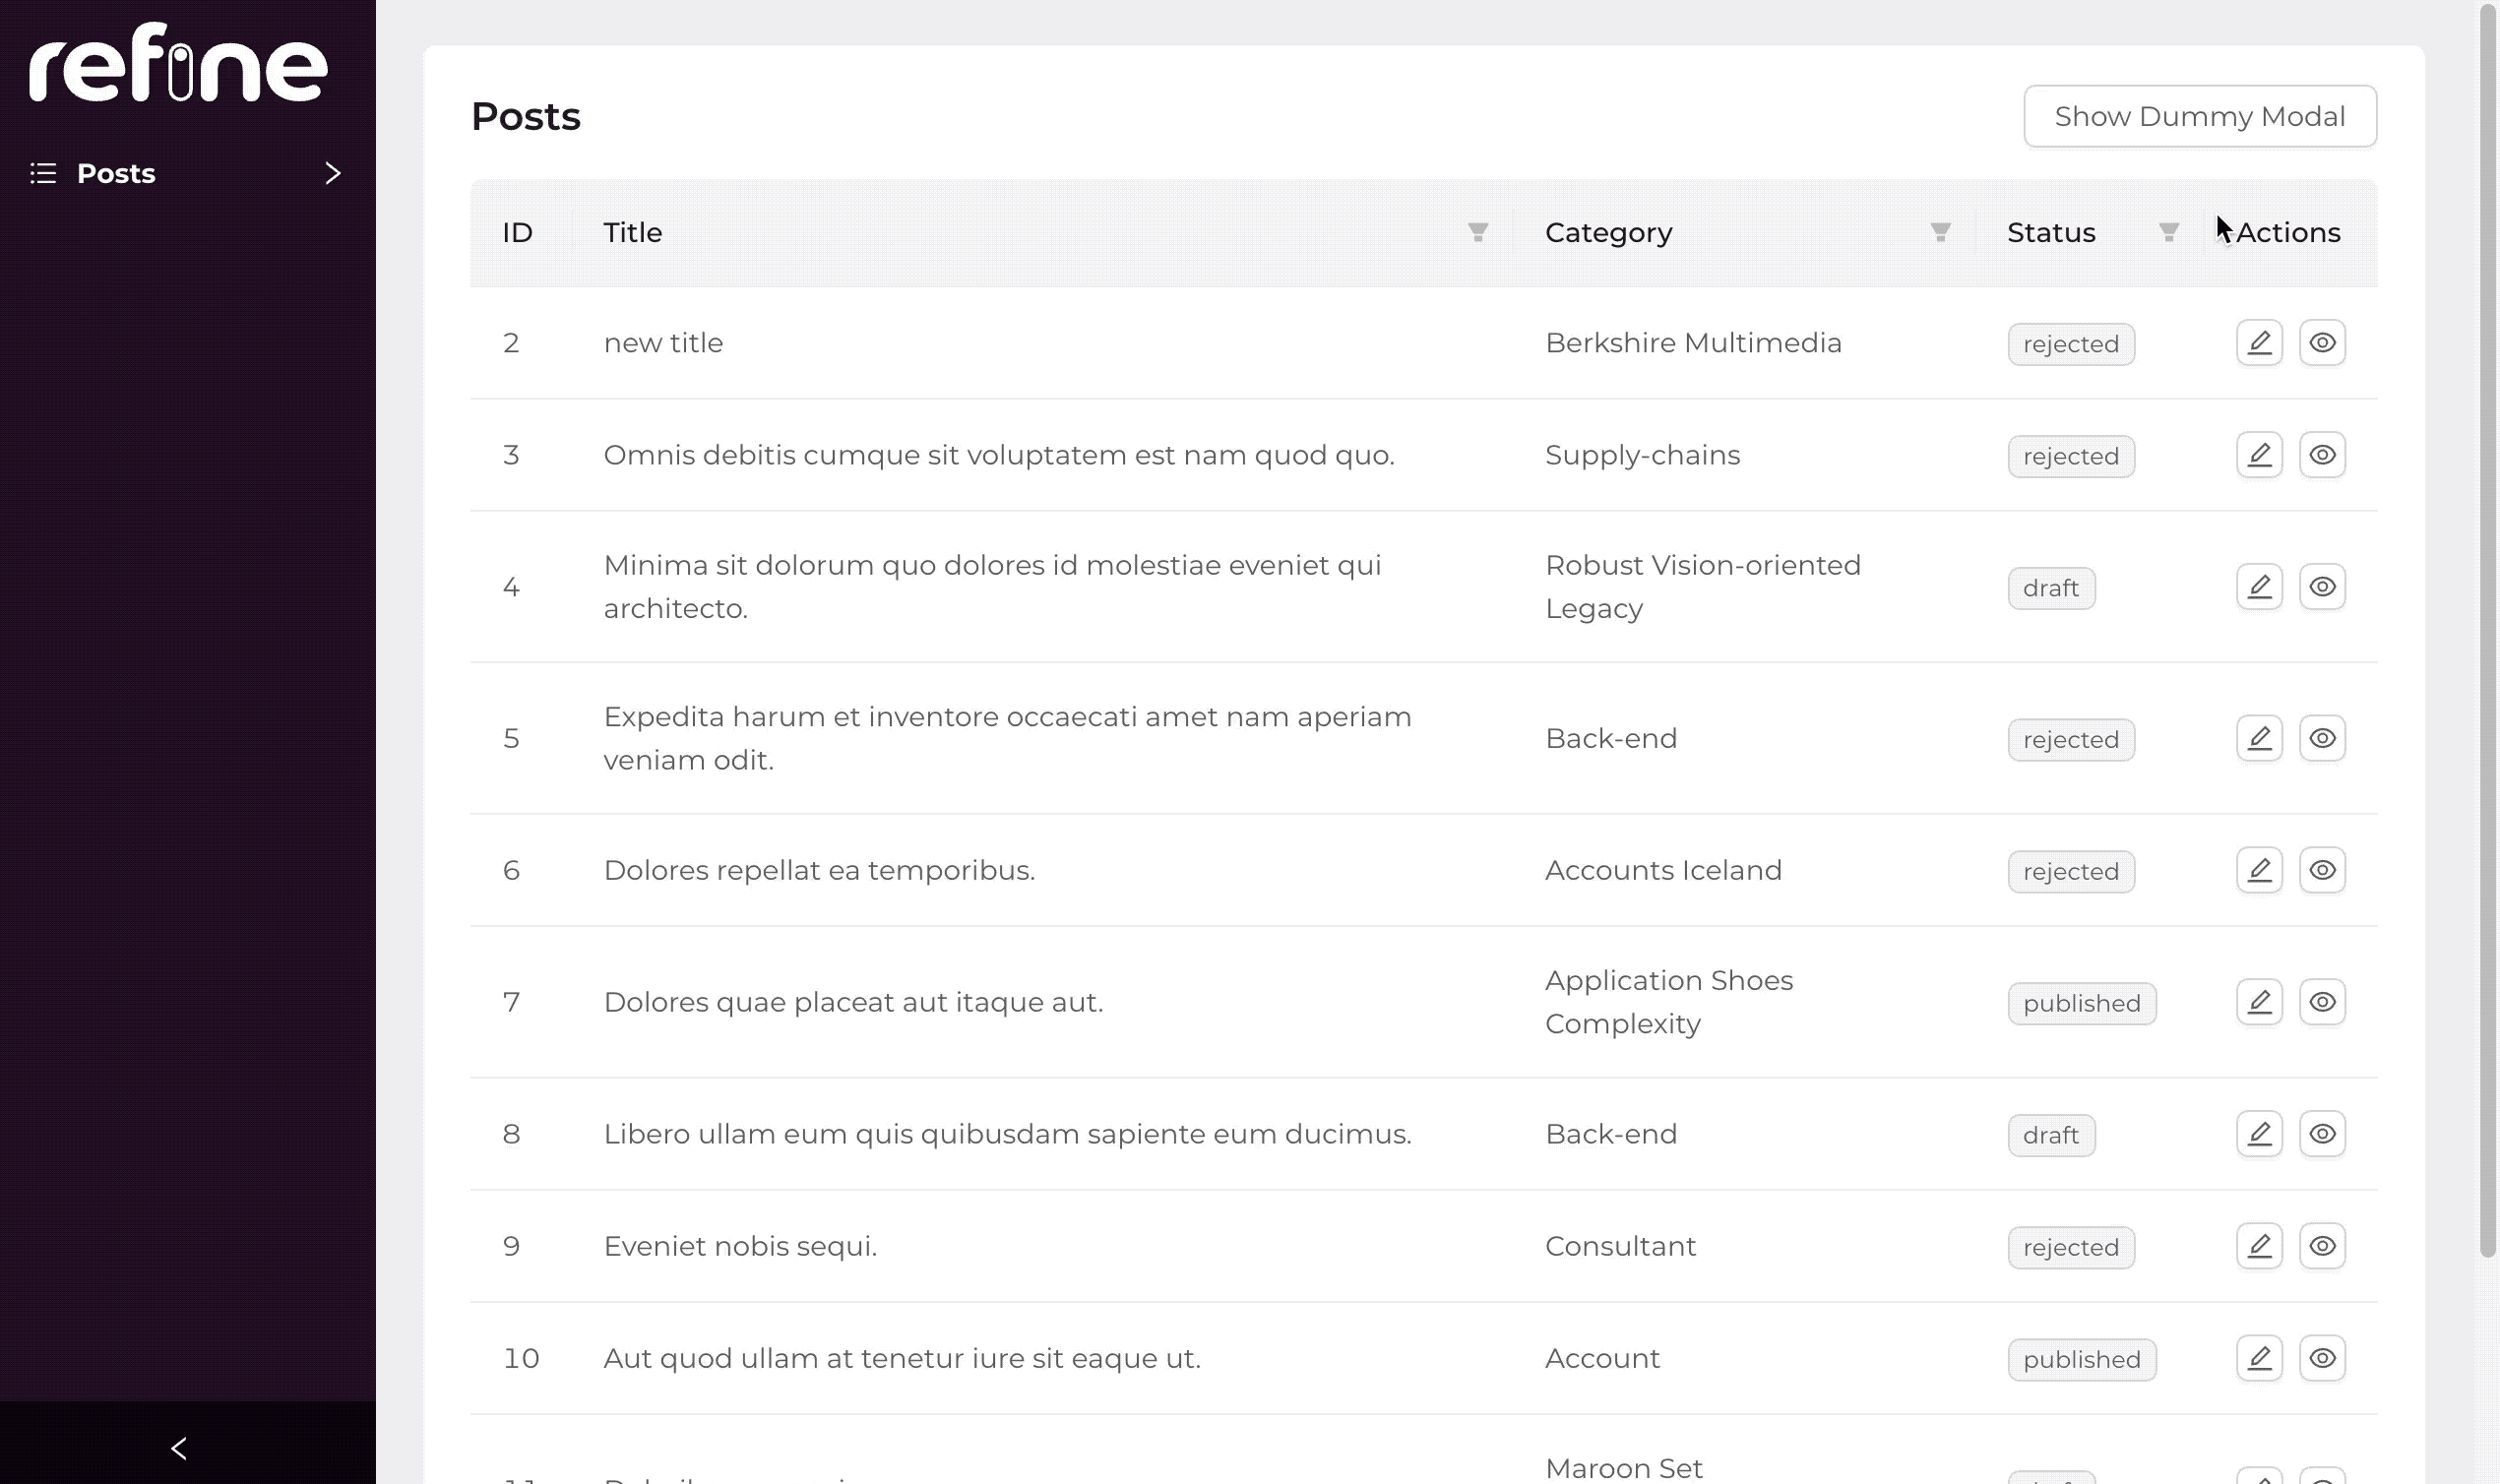 refine
Posts
Posts
Show Dummy Modal
ID Title Category Status Actions
2 new title Berkshire Multimedia rejected
3 Omnis debitis cumque sit voluptatem est nam quod quo. Supply-chains rejected
4 Minima sit dolorum quo dolores id molestiae eveniet qui
architecto.
Robust Vision-oriented
Legacy
draft
5 Expedita harum et inventore occaecati amet nam aperiam
veniam odit.
Back-end rejected
6 Dolores repellat ea temporibus. Accounts Iceland rejected
7 Dolores quae placeat aut itaque aut. Application Shoes
Complexity
published
8 Libero ullam eum quis quibusdam sapiente eum ducimus. Back-end draft
9 Eveniet nobis sequi. Consultant rejected
10 Aut quod ullam at tenetur iure sit eaque ut. Account published
Maroon Set